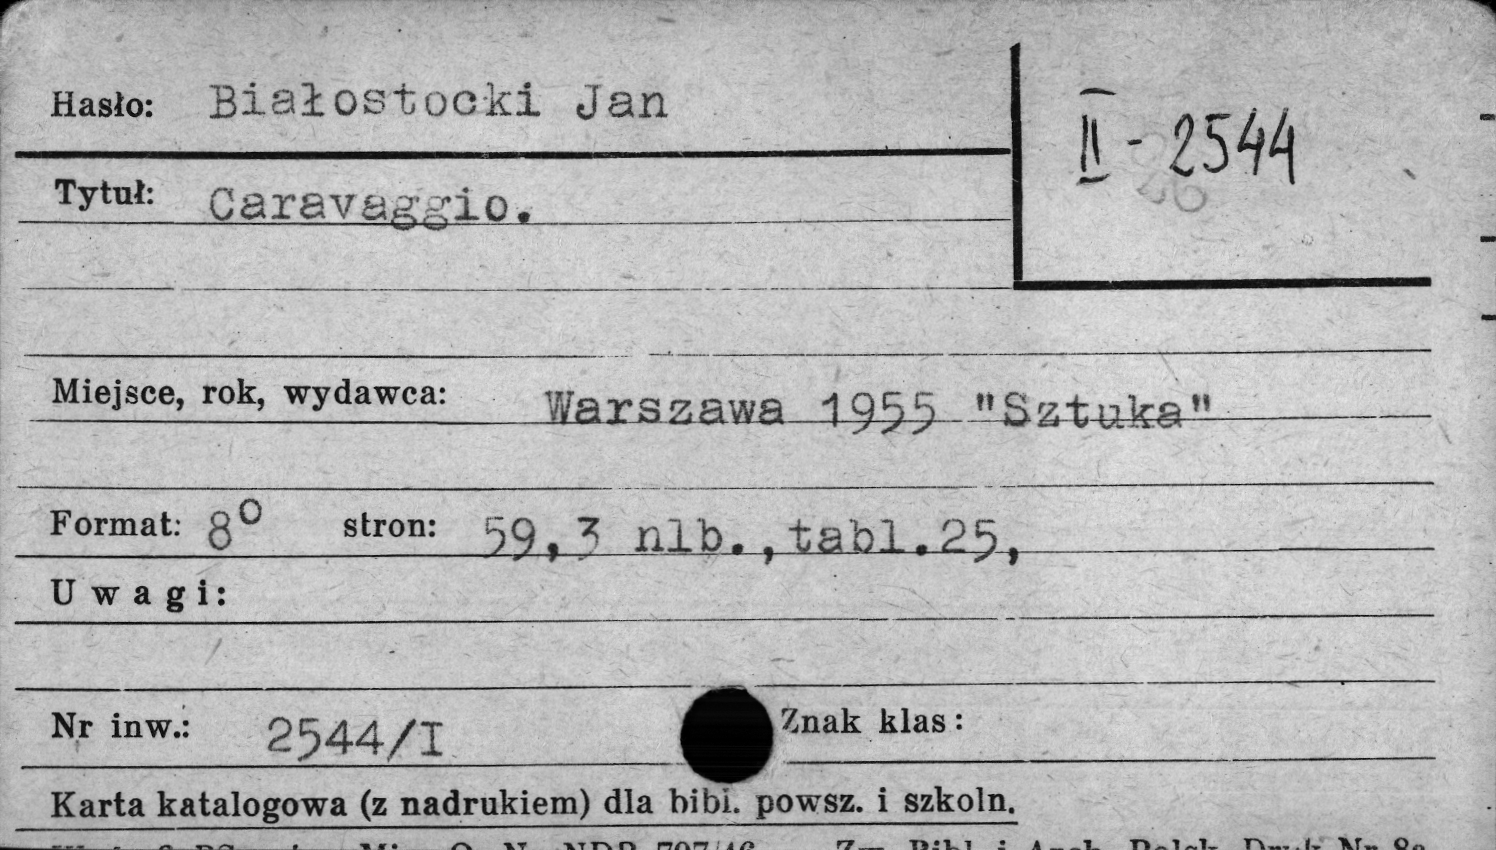 Hasło: Białostocki Jan
II - 2544
Tytuł: Caravaggio.
Miejsce, rok, wydawca: Warszawa 1955 "Sztuka"
Format: 8° stron: 59,3 nlb.,tabl.25,
Uwagi:
Nr inw.: 2544/I Znak klas:
Karta katalogowa (z nadrukiem) dla bibl. powsz. i szkoln.